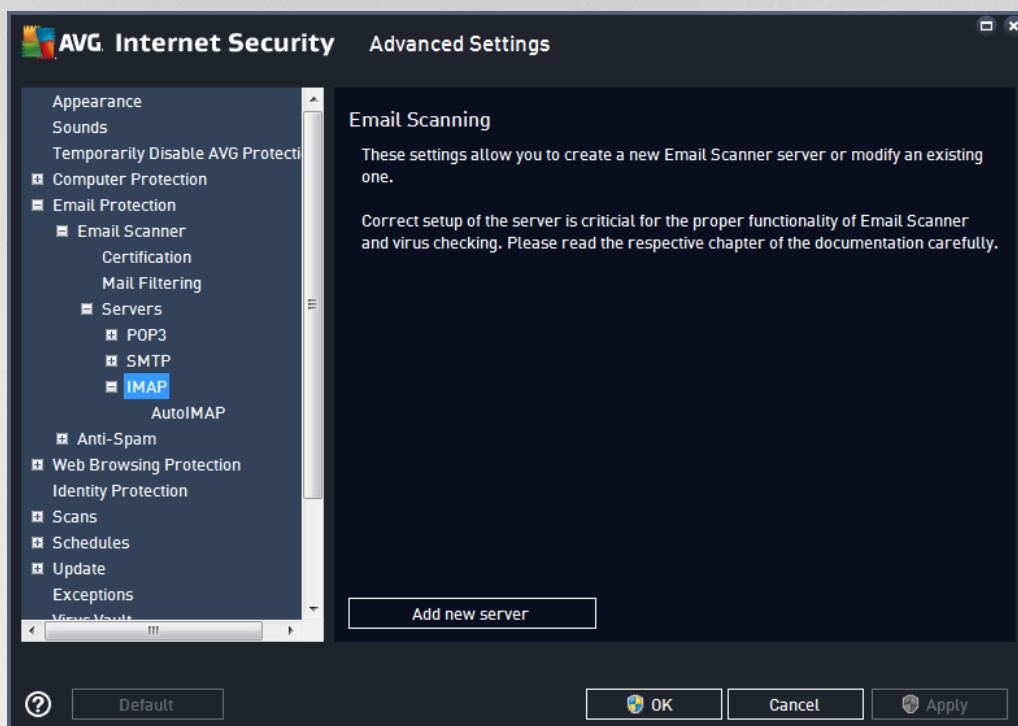 AVG. Internet Security Advanced Settings
Appearance
Sounds
Temporarily Disable AVG Protecti
Computer Protection
Email Protection
Email Scanner
Certification
Mail Filtering
Servers
POP3
SMTP
IMAP
AutoIMAP
Anti-Spam
Web Browsing Protection
Identity Protection
Scans
Schedules
Update
Exceptions
Virus Vault
Email Scanning
These settings allow you to create a new Email Scanner server or modify an existing
one.
Correct setup of the server is criticial for the proper functionality of Email Scanner
and virus checking. Please read the respective chapter of the documentation carefully.
Add new server
Default
OK
Cancel
Apply